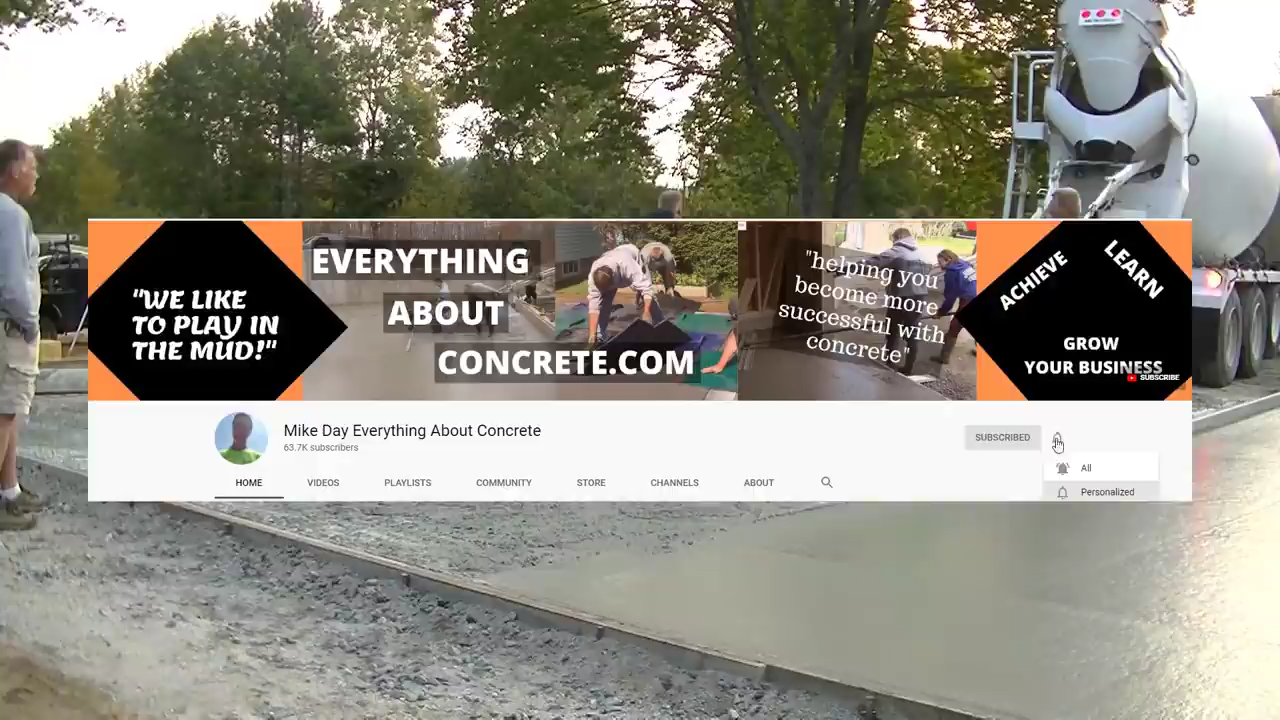 "WE LIKE
TO PLAY IN
THE MUD!"
EVERYTHING
ABOUT
CONCRETE.COM
"helping you
become more
successful with
concrete"
ACHIEVE
LEARN
GROW
YOUR BUSINESS
SUBSCRIBE
Mike Day Everything About Concrete
63.7K subscribers
SUBSCRIBED
All
Personalized
HOME VIDEOS PLAYLISTS COMMUNITY STORE CHANNELS ABOUT